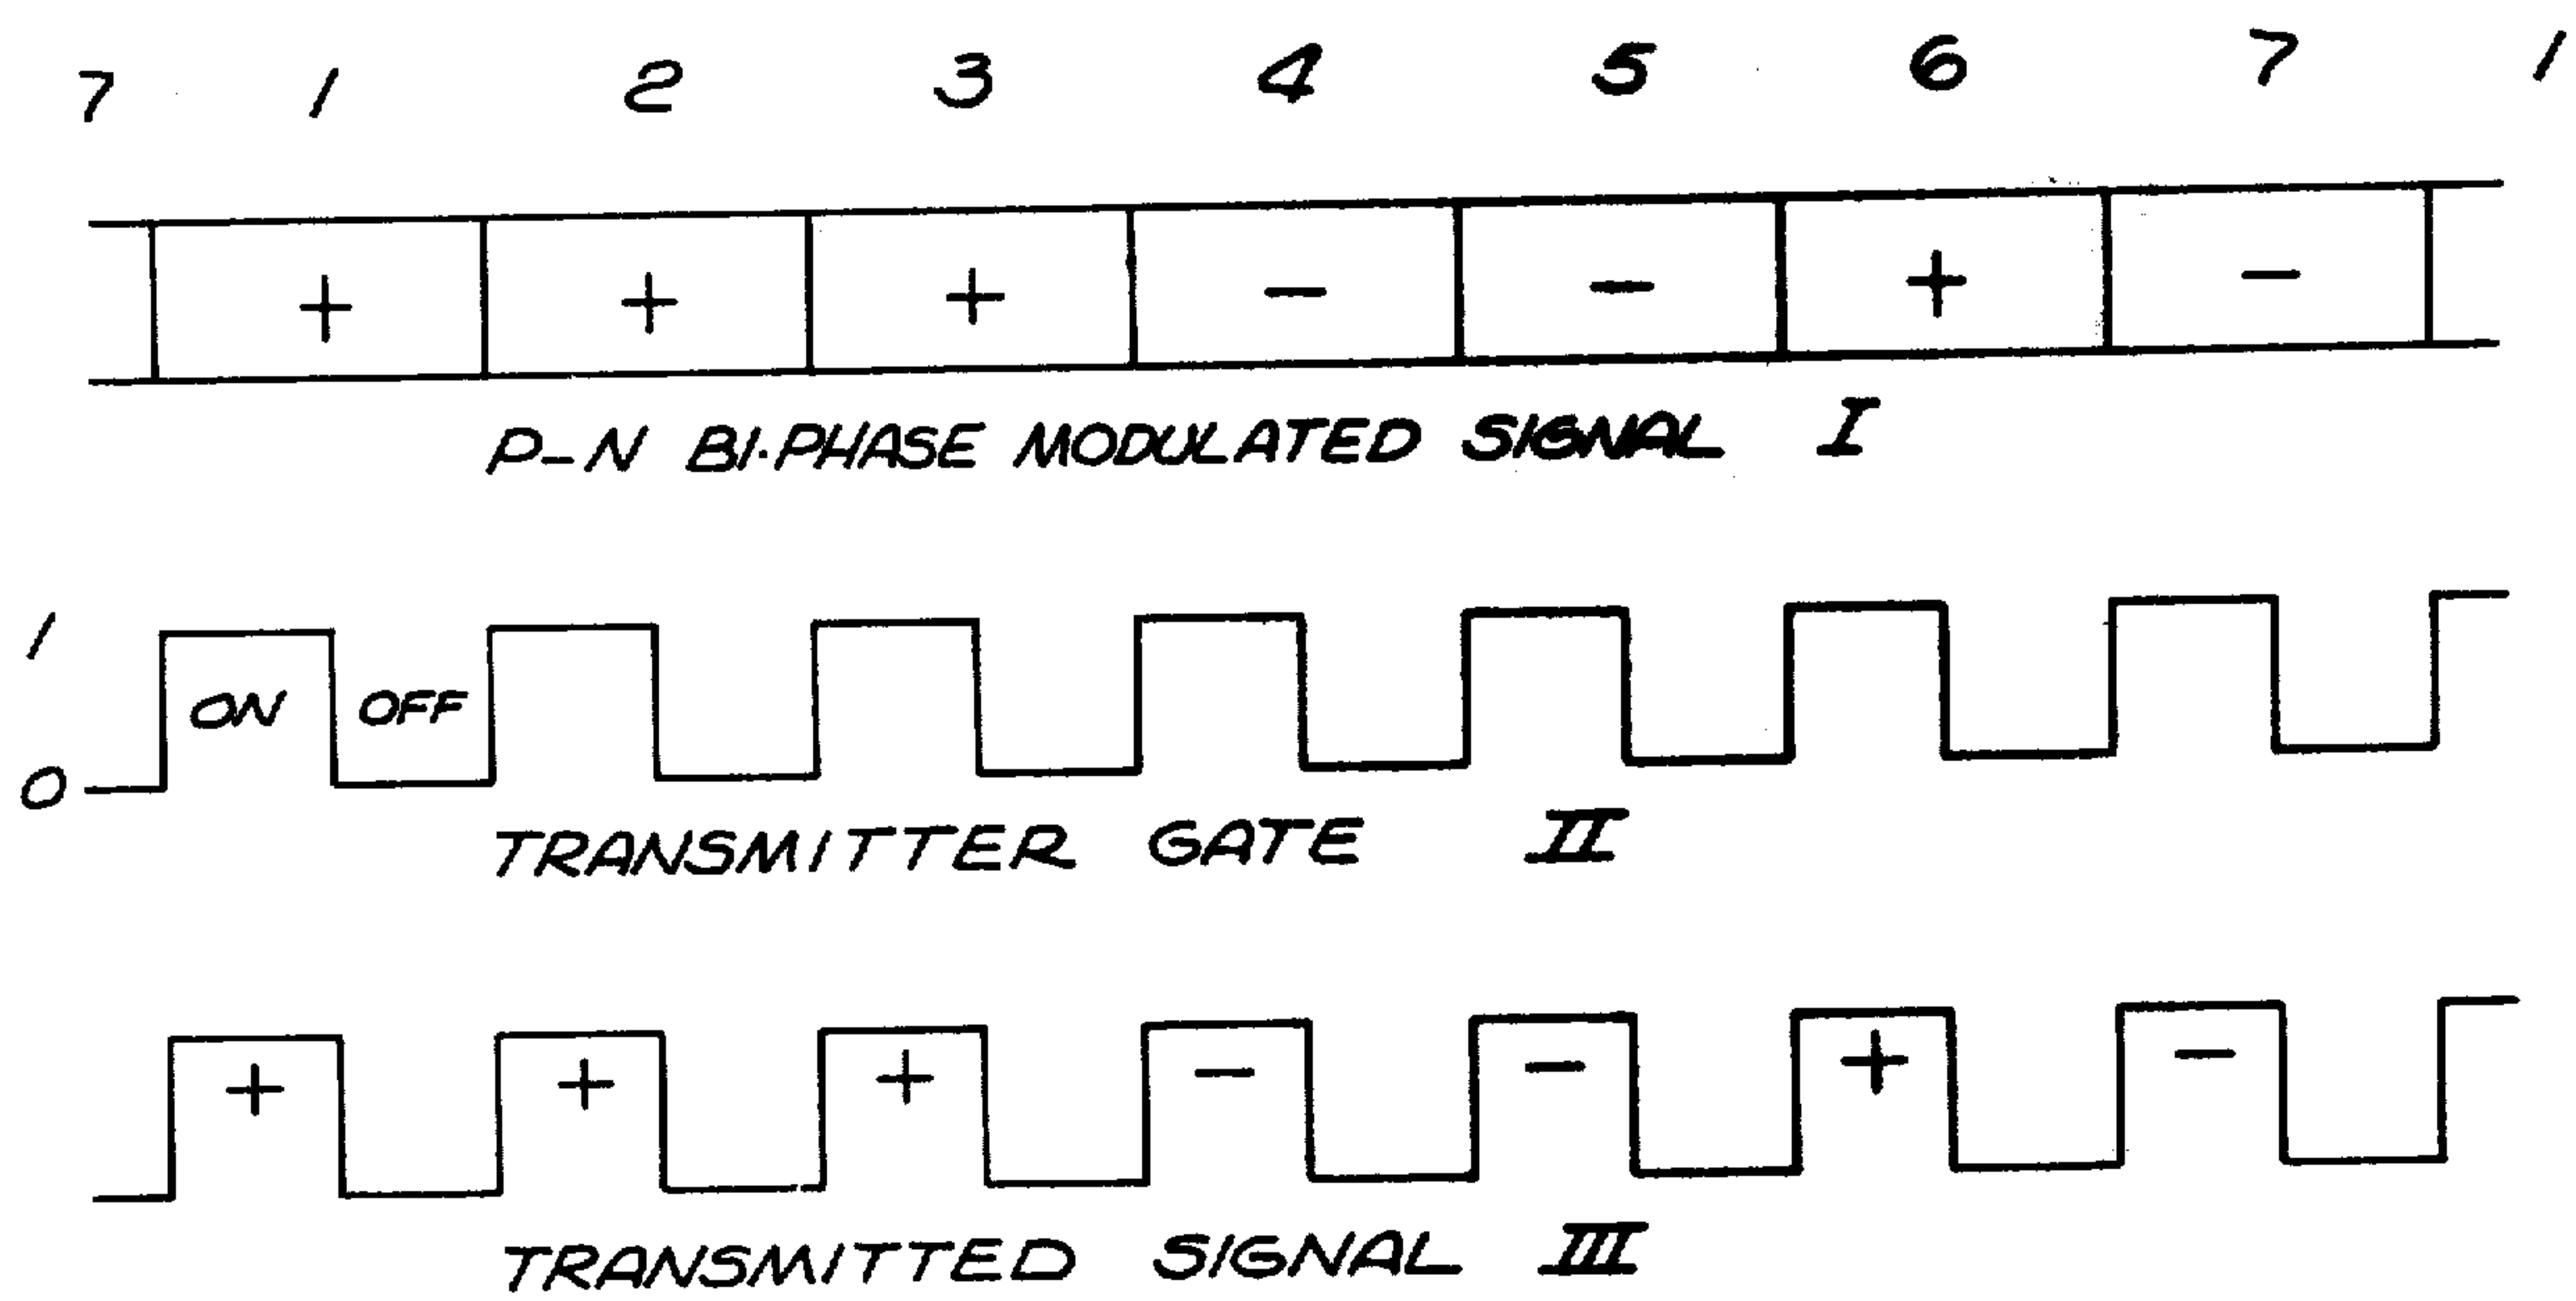 7 1 2 3 4 5 6 7 1
+ + + - - + -
P-N BI-PHASE MODULATED SIGNAL I
1
ON OFF
0
TRANSMITTER GATE II
+ + + - - + -
TRANSMITTED SIGNAL III